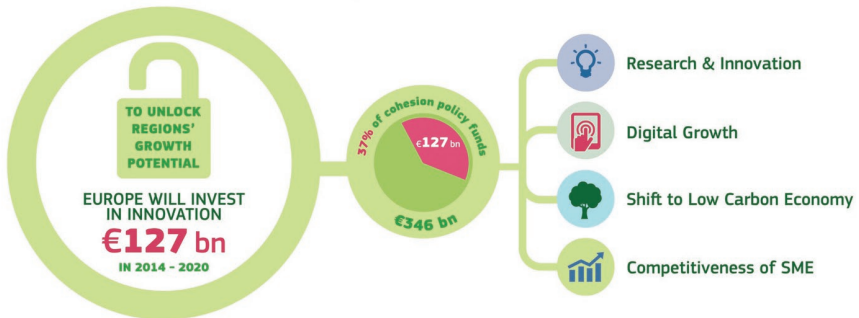 TO UNLOCK
REGIONS'
GROWTH
POTENTIAL
EUROPE WILL INVEST
IN INNOVATION
€127 bn
IN 2014 - 2020
37% of cohesion policy funds
€127 bn
€346 bn
Research & Innovation
Digital Growth
Shift to Low Carbon Economy
Competitiveness of SME